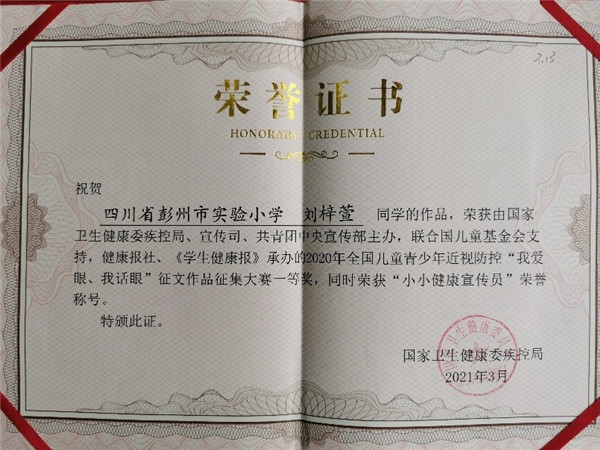 2.13
荣誉证书
HONORARY CREDENTIAL
祝贺
四川省彭州市实验小学 刘梓萱 同学的作品，荣获由国家
卫生健康委疾控局、宣传司、共青团中央宣传部主办，联合国儿童基金会支
持，健康报社、《学生健康报》承办的2020年全国儿童青少年近视防控“我爱
眼、我话眼”征文作品征集大赛一等奖，同时荣获“小小健康宣传员”荣誉
称号。
特颁此证。
国家卫生健康委疾控局
2021年3月